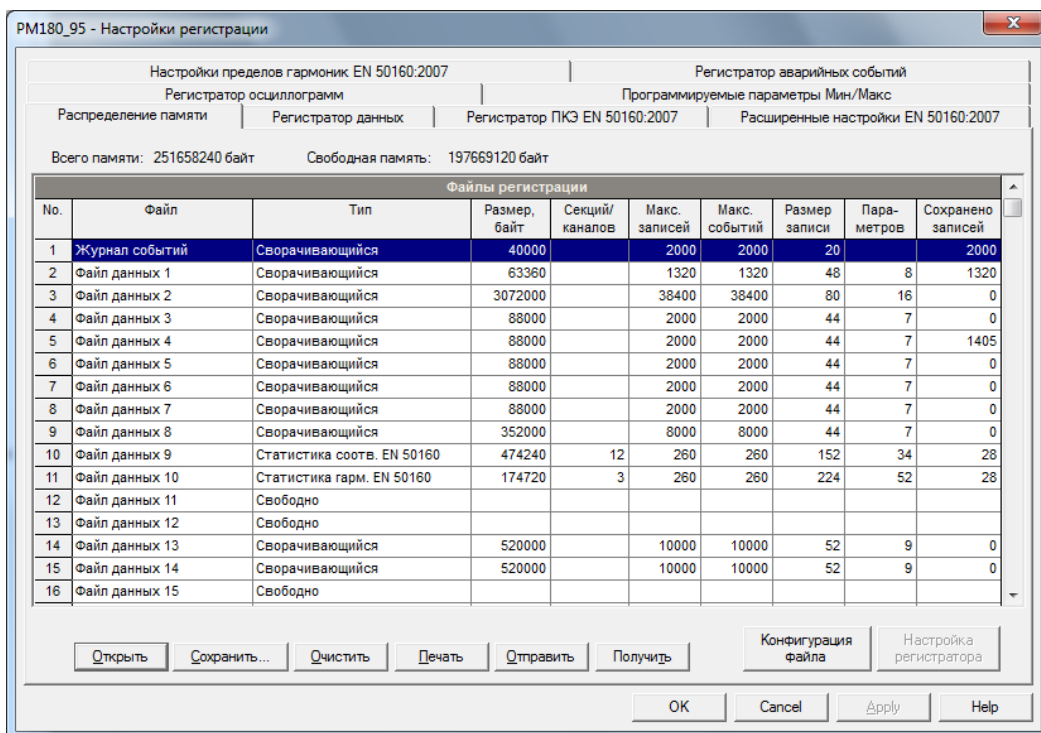 PM180_95 - Настройки регистрации
Настройки пределов гармоник EN 50160:2007 Регистратор аварийных событий
Регистратор осциллограмм Программируемые параметры Мин/Макс
Распределение памяти Регистратор данных Регистратор ПКЭ EN 50160:2007 Расширенные настройки EN 50160:2007
Всего памяти: 251658240 байт Свободная память: 197669120 байт
Файлы регистрации
No. Файл Тип Размер, Секций/ Макс. Макс. Размер Пара- Сохранено
байт каналов записей событий записи метров записей
1 Журнал событий Сворачивающийся 40000 2000 2000 20 2000
2 Файл данных 1 Сворачивающийся 63360 1320 1320 48 8 1320
3 Файл данных 2 Сворачивающийся 3072000 38400 38400 80 16 0
4 Файл данных 3 Сворачивающийся 88000 2000 2000 44 7 0
5 Файл данных 4 Сворачивающийся 88000 2000 2000 44 7 1405
6 Файл данных 5 Сворачивающийся 88000 2000 2000 44 7 0
7 Файл данных 6 Сворачивающийся 88000 2000 2000 44 7 0
8 Файл данных 7 Сворачивающийся 88000 2000 2000 44 7 0
9 Файл данных 8 Сворачивающийся 352000 8000 8000 44 7 0
10 Файл данных 9 Статистика соотв. EN 50160 474240 12 260 260 152 34 28
11 Файл данных 10 Статистика гарм. EN 50160 174720 3 260 260 224 52 28
12 Файл данных 11 Свободно
13 Файл данных 12 Свободно
14 Файл данных 13 Сворачивающийся 520000 10000 10000 52 9 0
15 Файл данных 14 Сворачивающийся 520000 10000 10000 52 9 0
16 Файл данных 15 Свободно
Открыть Сохранить... Очистить Печать Отправить Получить Конфигурация файла Настройка регистратора
OK Cancel Apply Help